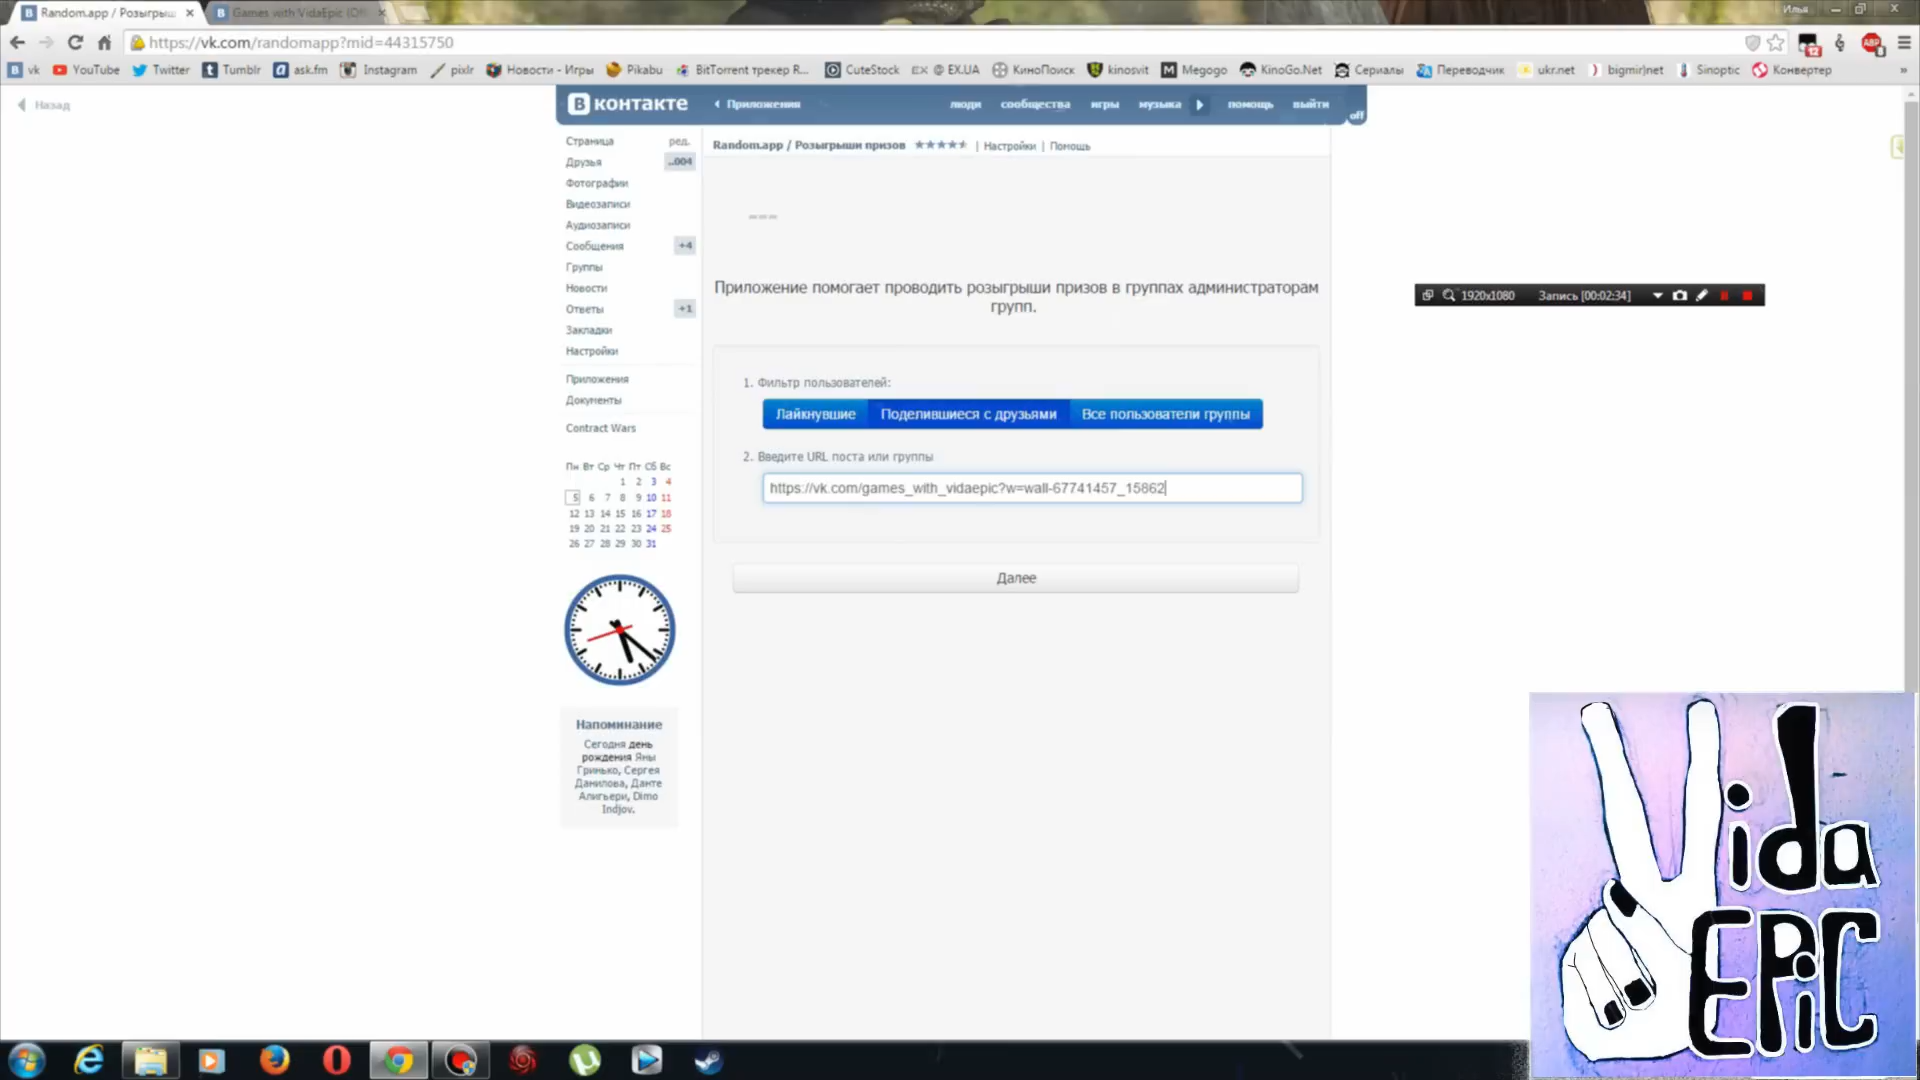 Random.app / Розыгрыш
Games with VidaEpic (Of
Илья
https://vk.com/randomapp?mid=44315750
12
ABP
vk
YouTube
Twitter
Tumblr
ask.fm
Instagram
pixlr
Новости - Игры
Pikabu
BitTorrent трекер R...
CuteStock
EX @ EX.UA
КиноПоиск
kinosvit
Megogo
KinoGo.Net
Сериалы
Переводчик
ukr.net
bigmir)net
Sinoptic
Конвертер
»
Назад
В контакте
Приложения
люди
сообщества
игры
музыка
помощь
выйти
off
Страница
ред.
Друзья
..004
Фотографии
Видеозаписи
Аудиозаписи
Сообщения
+4
Группы
Новости
Ответы
+1
Закладки
Настройки
Приложения
Документы
Contract Wars
Random.app / Розыгрыши призов
| Настройки | Помощь
Приложение помогает проводить розыгрыши призов в группах администраторам
групп.
1. Фильтр пользователей:
Лайкнувшие
Поделившиеся с друзьями
Все пользователи группы
2. Введите URL поста или группы
https://vk.com/games_with_vidaepic?w=wall-67741457_15862
Далее
1920x1080
Запись [00:02:34]
Пн Вт Ср Чт Пт Сб Вс
1 2 3 4
5 6 7 8 9 10 11
12 13 14 15 16 17 18
19 20 21 22 23 24 25
26 27 28 29 30 31
Напоминание
Сегодня день
рождения Яны
Гринько, Сергея
Данилова, Данте
Алигьери, Dimo
Indjov.
Vida
EPiC